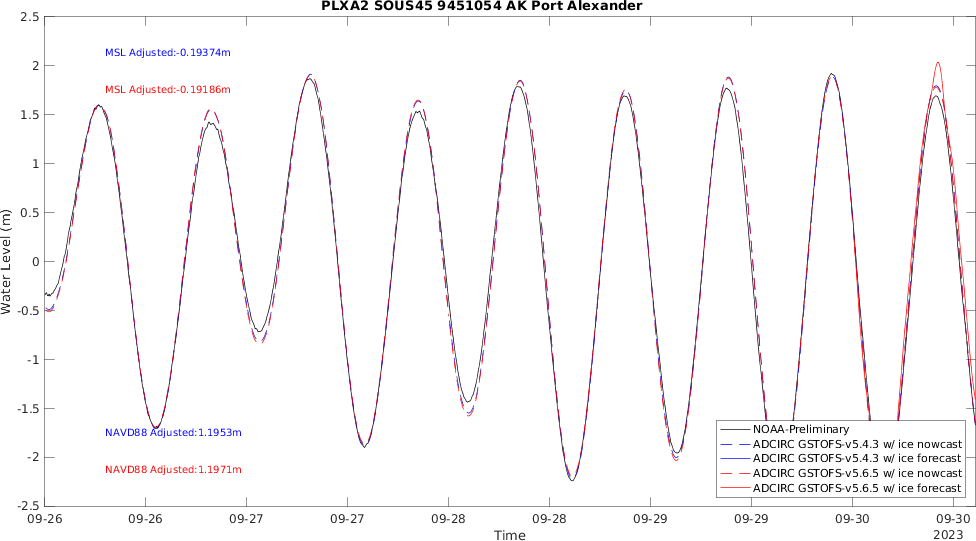 PLXA2 SOUS45 9451054 AK Port Alexander
2.5
2
1.5
1
0.5
0
-0.5
-1
-1.5
-2
-2.5
Water Level (m)
MSL Adjusted:-0.19374m
MSL Adjusted:-0.19186m
NAVD88 Adjusted:1.1953m
NAVD88 Adjusted:1.1971m
NOAA-Preliminary
ADCIRC GSTOFS-v5.4.3 w/ ice nowcast
ADCIRC GSTOFS-v5.4.3 w/ ice forecast
ADCIRC GSTOFS-v5.6.5 w/ ice nowcast
ADCIRC GSTOFS-v5.6.5 w/ ice forecast
09-26 09-26 09-27 09-27 09-28 09-28 09-29 09-29 09-30 09-30
2023
Time